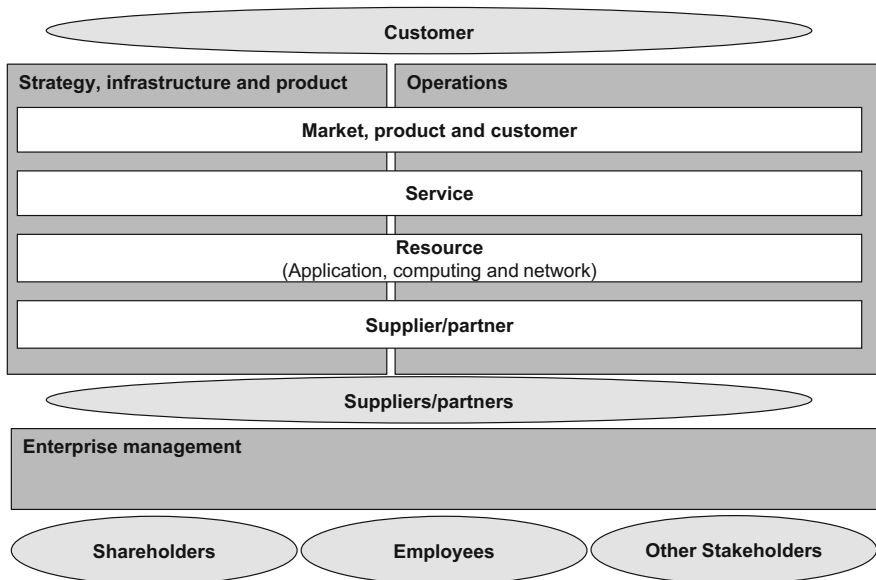 Customer
Strategy, infrastructure and product
Operations
Market, product and customer
Service
Resource
(Application, computing and network)
Supplier/partner
Suppliers/partners
Enterprise management
Shareholders
Employees
Other Stakeholders